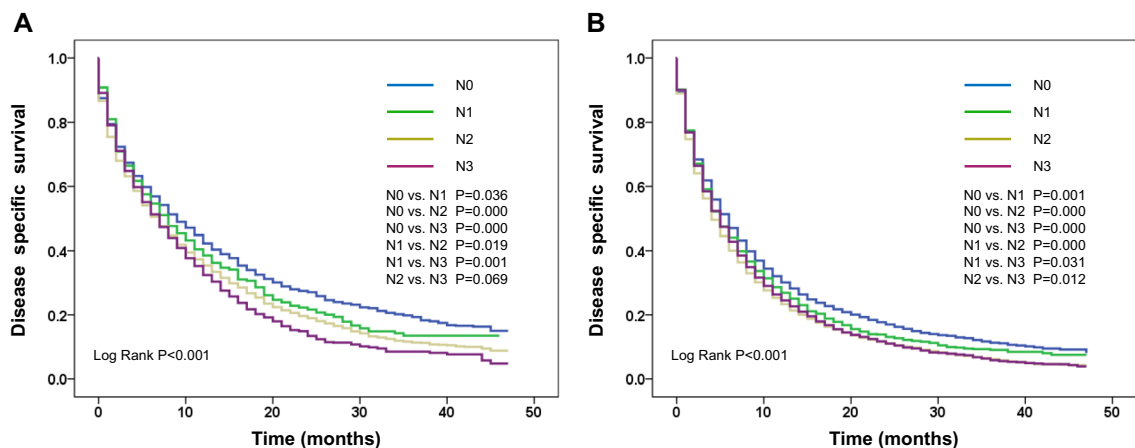 A
Disease specific survival
1.0
0.8
0.6
0.4
0.2
0.0
N0
N1
N2
N3
N0 vs. N1 P=0.036
N0 vs. N2 P=0.000
N0 vs. N3 P=0.000
N1 vs. N2 P=0.019
N1 vs. N3 P=0.001
N2 vs. N3 P=0.069
Log Rank P<0.001
0 10 20 30 40 50
Time (months)
B
Disease specific survival
1.0
0.8
0.6
0.4
0.2
0.0
N0
N1
N2
N3
N0 vs. N1 P=0.001
N0 vs. N2 P=0.000
N0 vs. N3 P=0.000
N1 vs. N2 P=0.000
N1 vs. N3 P=0.031
N2 vs. N3 P=0.012
Log Rank P<0.001
0 10 20 30 40 50
Time (months)